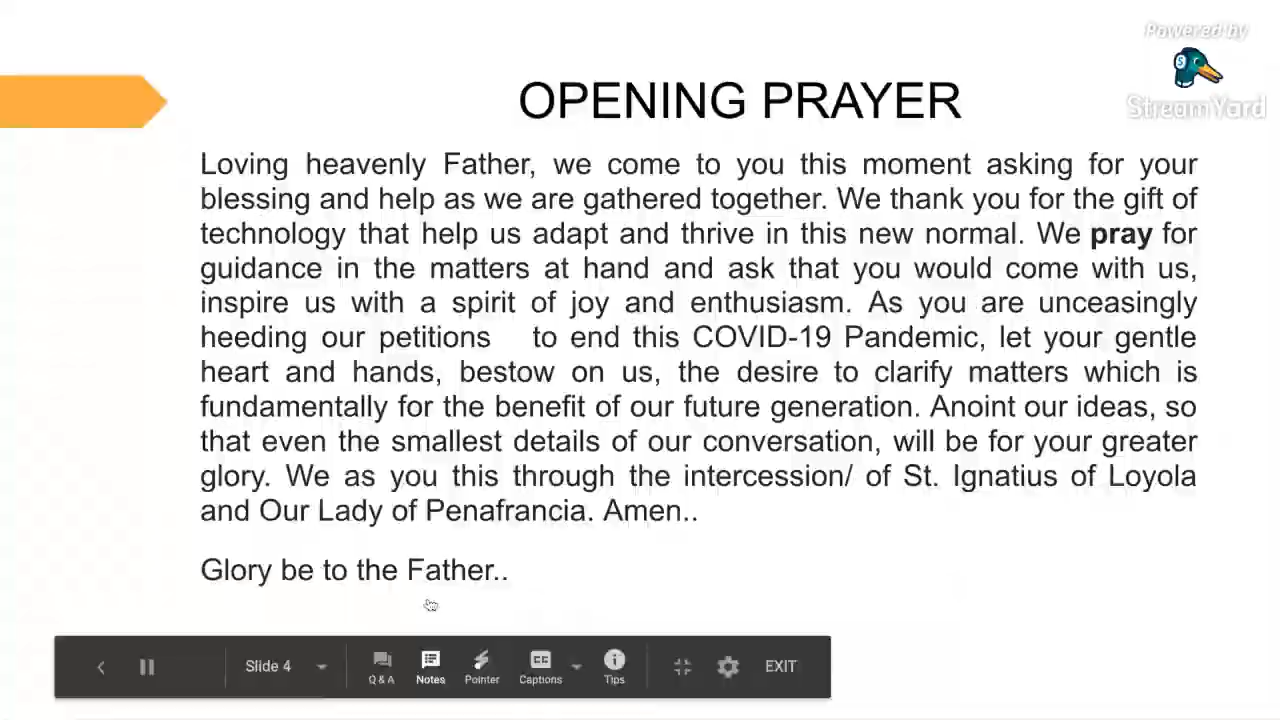 Powered by
StreamYard
OPENING PRAYER
Loving heavenly Father, we come to you this moment asking for your
blessing and help as we are gathered together. We thank you for the gift of
technology that help us adapt and thrive in this new normal. We pray for
guidance in the matters at hand and ask that you would come with us,
inspire us with a spirit of joy and enthusiasm. As you are unceasingly
heeding our petitions to end this COVID-19 Pandemic, let your gentle
heart and hands, bestow on us, the desire to clarify matters which is
fundamentally for the benefit of our future generation. Anoint our ideas, so
that even the smallest details of our conversation, will be for your greater
glory. We as you this through the intercession/ of St. Ignatius of Loyola
and Our Lady of Penafrancia. Amen..
Glory be to the Father..
Slide 4 Q & A Notes Pointer CC Captions Tips EXIT